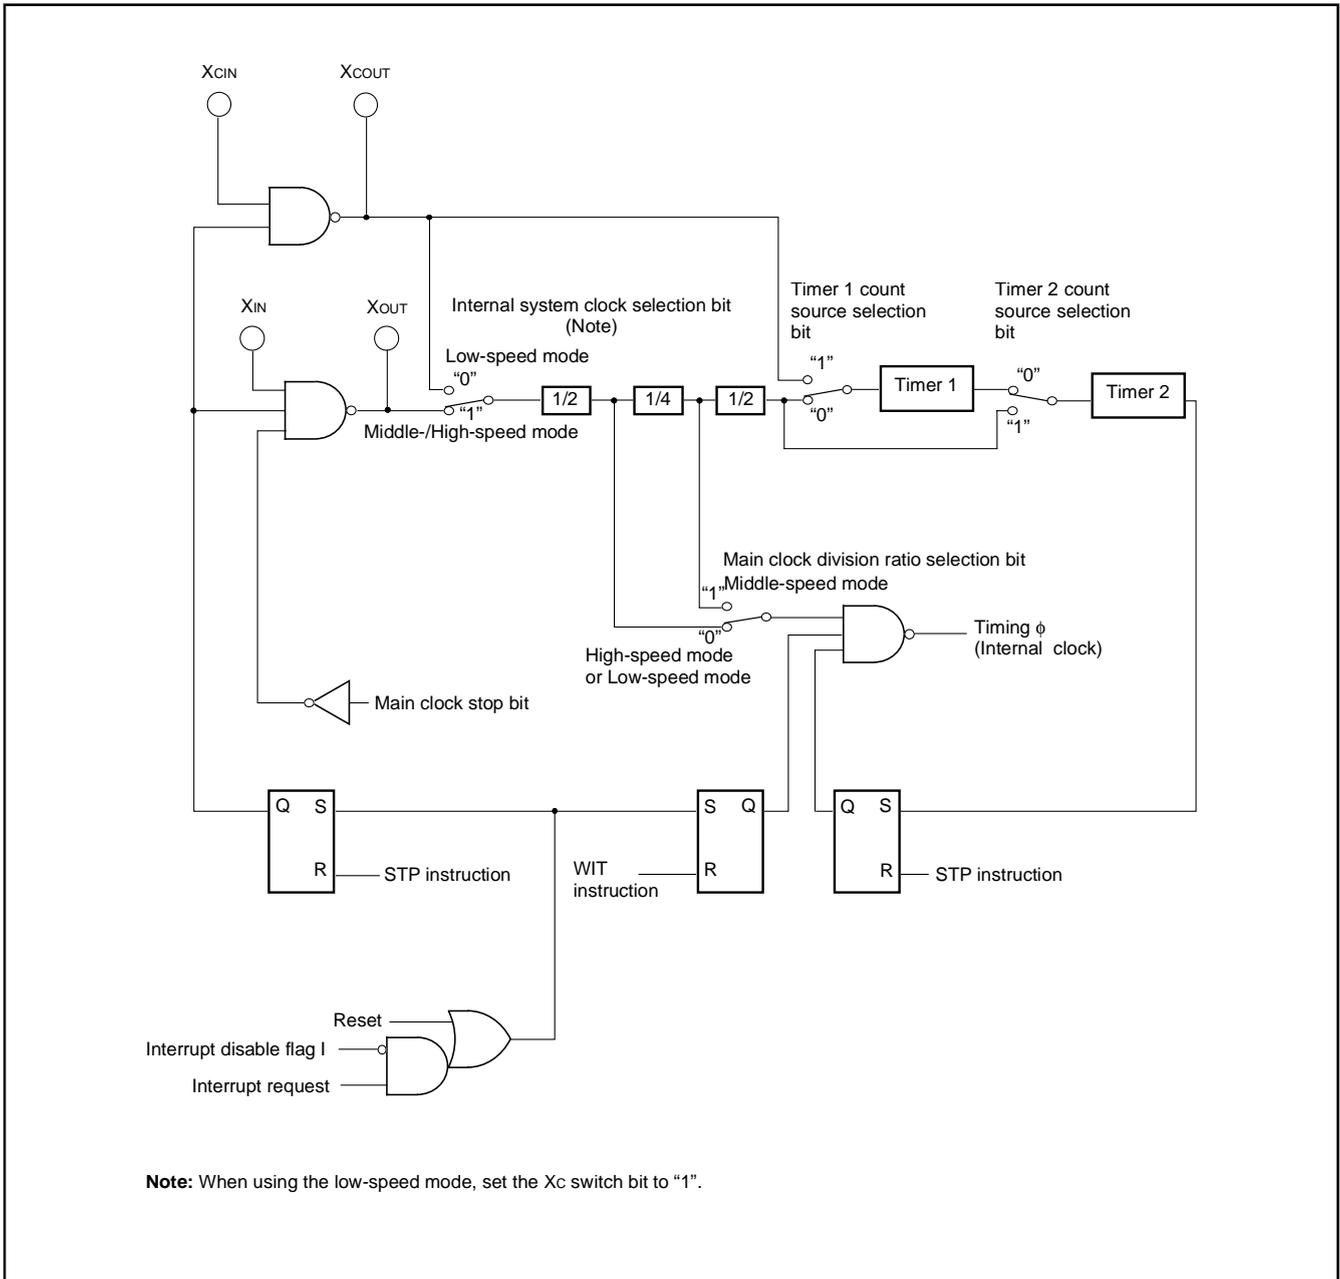 XCIN
XCOUT
XIN
XOUT
Internal system clock selection bit
(Note)
Low-speed mode
“0”
“1”
Middle-/High-speed mode
1/2
1/4
1/2
Timer 1 count
source selection
bit
“1”
“0”
Timer 1
Timer 2 count
source selection
bit
“0”
“1”
Timer 2
Main clock division ratio selection bit
“1”
Middle-speed mode
“0”
High-speed mode
or Low-speed mode
Timing ϕ
(Internal clock)
Main clock stop bit
Q S
R
STP instruction
S Q
R
WIT
instruction
Q S
R
STP instruction
Reset
Interrupt disable flag I
Interrupt request
Note: When using the low-speed mode, set the XC switch bit to “1”.